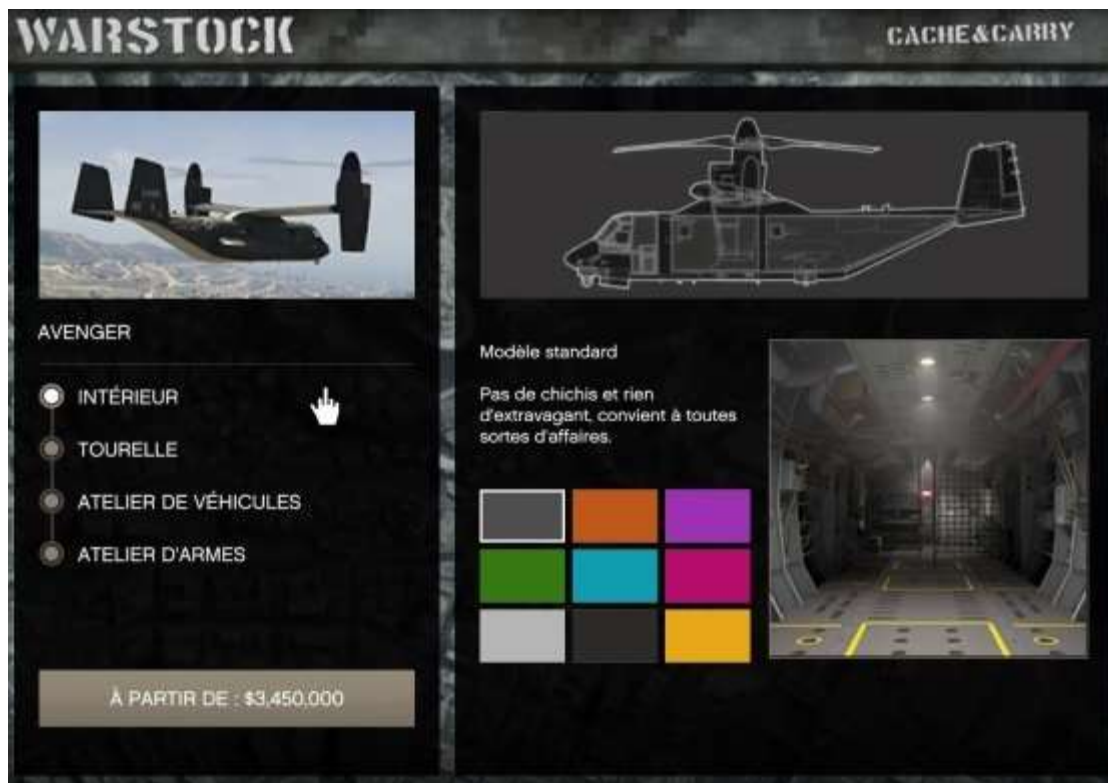 WARSTOCK
CACHE&CARRY
AVENGER
INTÉRIEUR
TOURELLE
ATELIER DE VÉHICULES
ATELIER D'ARMES
À PARTIR DE : $3,450,000
Modèle standard
Pas de chichis et rien
d'extravagant, convient à toutes
sortes d'affaires.